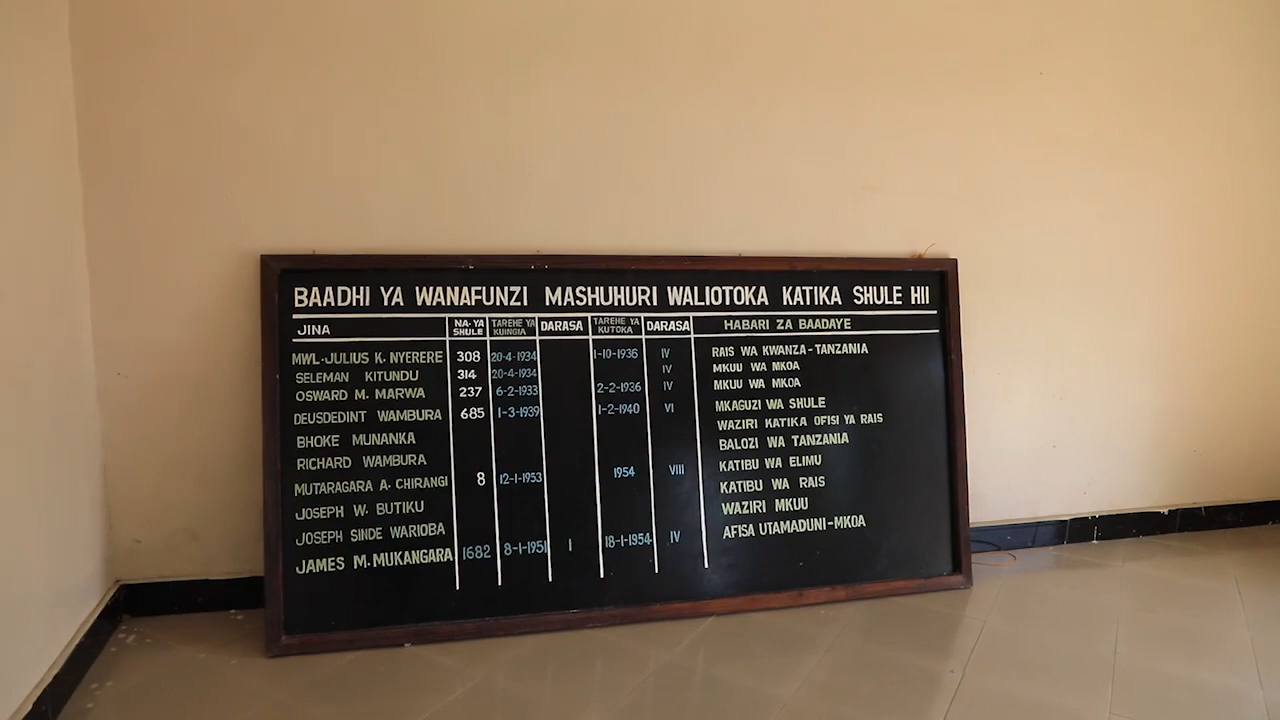 BAADHI YA WANAFUNZI MASHUHURI WALIOTOKA KATIKA SHULE HII
JINA NA-YA SHULE TAREHE YA KUINGIA DARASA TAREHE YA KUTOKA DARASA HABARI ZA BAADAYE
MWL-JULIUS K. NYERERE 308 20-4-1934 1-10-1936 IV RAIS WA KWANZA-TANZANIA
SELEMAN KITUNDU 314 20-4-1934 IV MKUU WA MKOA
OSWARD M. MARWA 237 6-2-1933 2-2-1936 IV MKUU WA MKOA
DEUSDEDINT WAMBURA 685 1-3-1939 1-2-1940 VI MKAGUZI WA SHULE
BHOKE MUNANKA WAZIRI KATIKA OFISI YA RAIS
RICHARD WAMBURA BALOZI WA TANZANIA
MUTARAGARA A. CHIRANGI 8 12-1-1953 1954 VIII KATIBU WA ELIMU
JOSEPH W. BUTIKU KATIBU WA RAIS
JOSEPH SINDE WARIOBA WAZIRI MKUU
JAMES M. MUKANGARA 1682 8-1-1951 I 18-1-1954 IV AFISA UTAMADUNI-MKOA